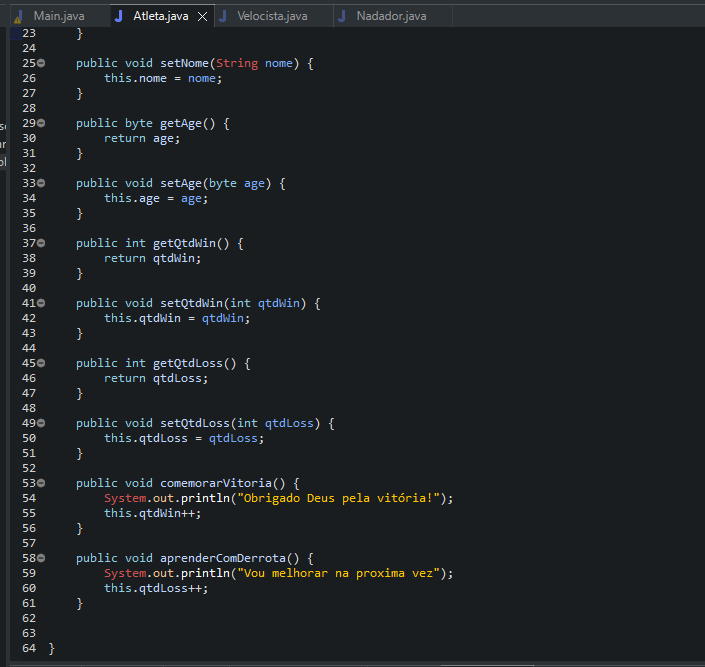 Main.java Atleta.java Velocista.java Nadador.java
23 }
24
25 public void setNome(String nome) {
26 this.nome = nome;
27 }
28
29 public byte getAge() {
30 return age;
31 }
32
33 public void setAge(byte age) {
34 this.age = age;
35 }
36
37 public int getQtdWin() {
38 return qtdWin;
39 }
40
41 public void setQtdWin(int qtdWin) {
42 this.qtdWin = qtdWin;
43 }
44
45 public int getQtdLoss() {
46 return qtdLoss;
47 }
48
49 public void setQtdLoss(int qtdLoss) {
50 this.qtdLoss = qtdLoss;
51 }
52
53 public void comemorarVitoria() {
54 System.out.println("Obrigado Deus pela vitória!");
55 this.qtdWin++;
56 }
57
58 public void aprenderComDerrota() {
59 System.out.println("Vou melhorar na proxima vez");
60 this.qtdLoss++;
61 }
62
63
64 }